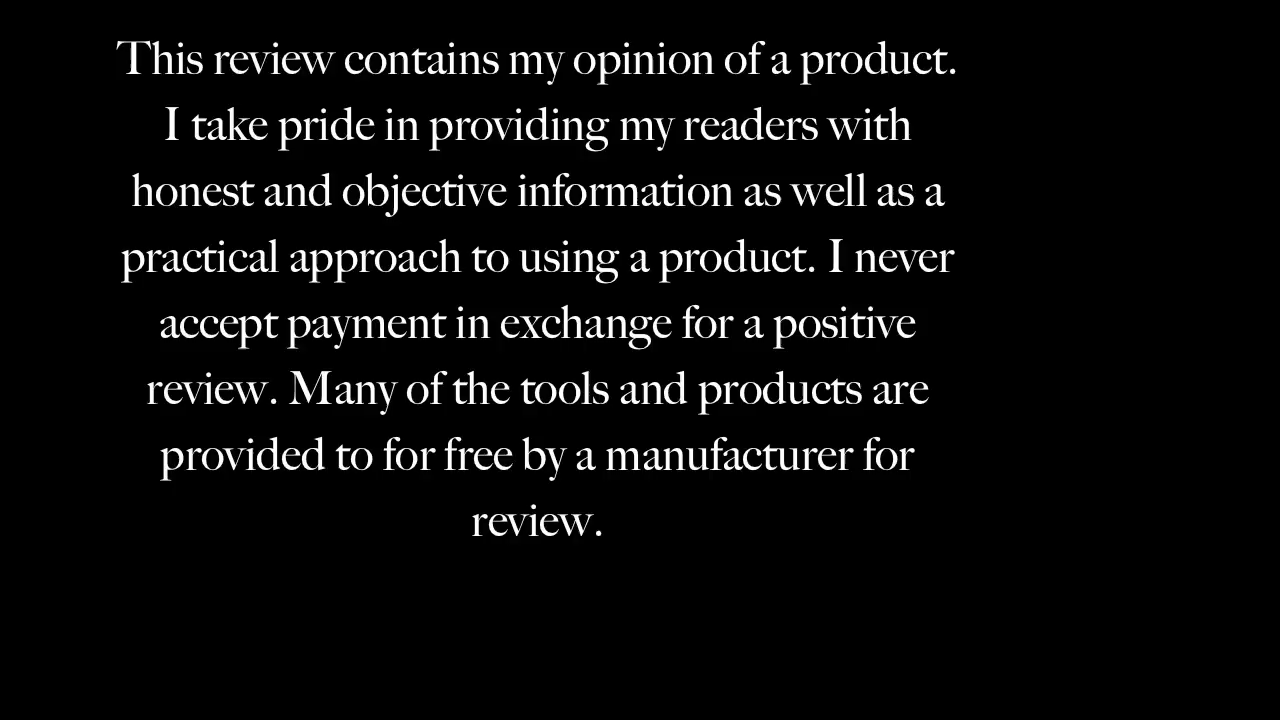 This review contains my opinion of a product.
I take pride in providing my readers with
honest and objective information as well as a
practical approach to using a product. I never
accept payment in exchange for a positive
review. Many of the tools and products are
provided to for free by a manufacturer for
review.